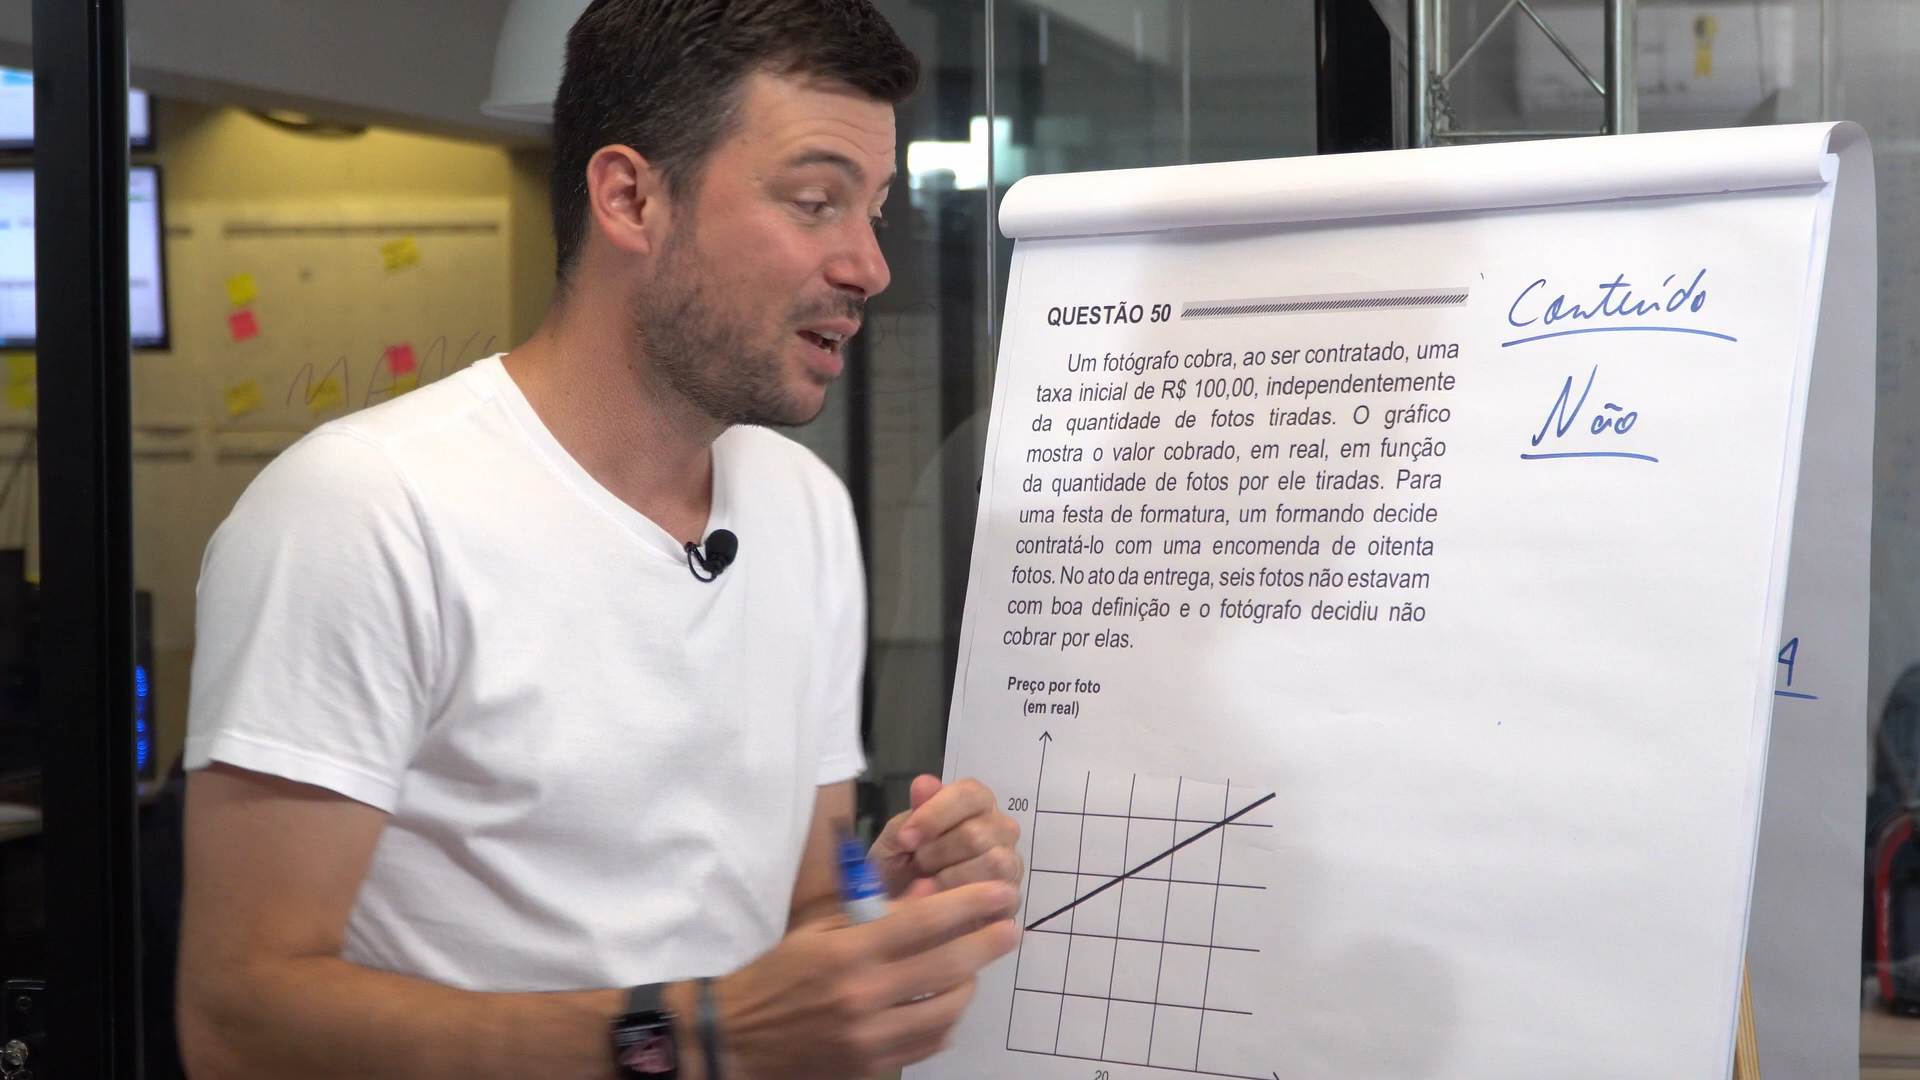 QUESTÃO 50
Um fotógrafo cobra, ao ser contratado, uma
taxa inicial de R$ 100,00, independentemente
da quantidade de fotos tiradas. O gráfico
mostra o valor cobrado, em real, em função
da quantidade de fotos por ele tiradas. Para
uma festa de formatura, um formando decide
contratá-lo com uma encomenda de oitenta
fotos. No ato da entrega, seis fotos não estavam
com boa definição e o fotógrafo decidiu não
cobrar por elas.
Preço por foto
(em real)
200
20
Conteúdo
Não